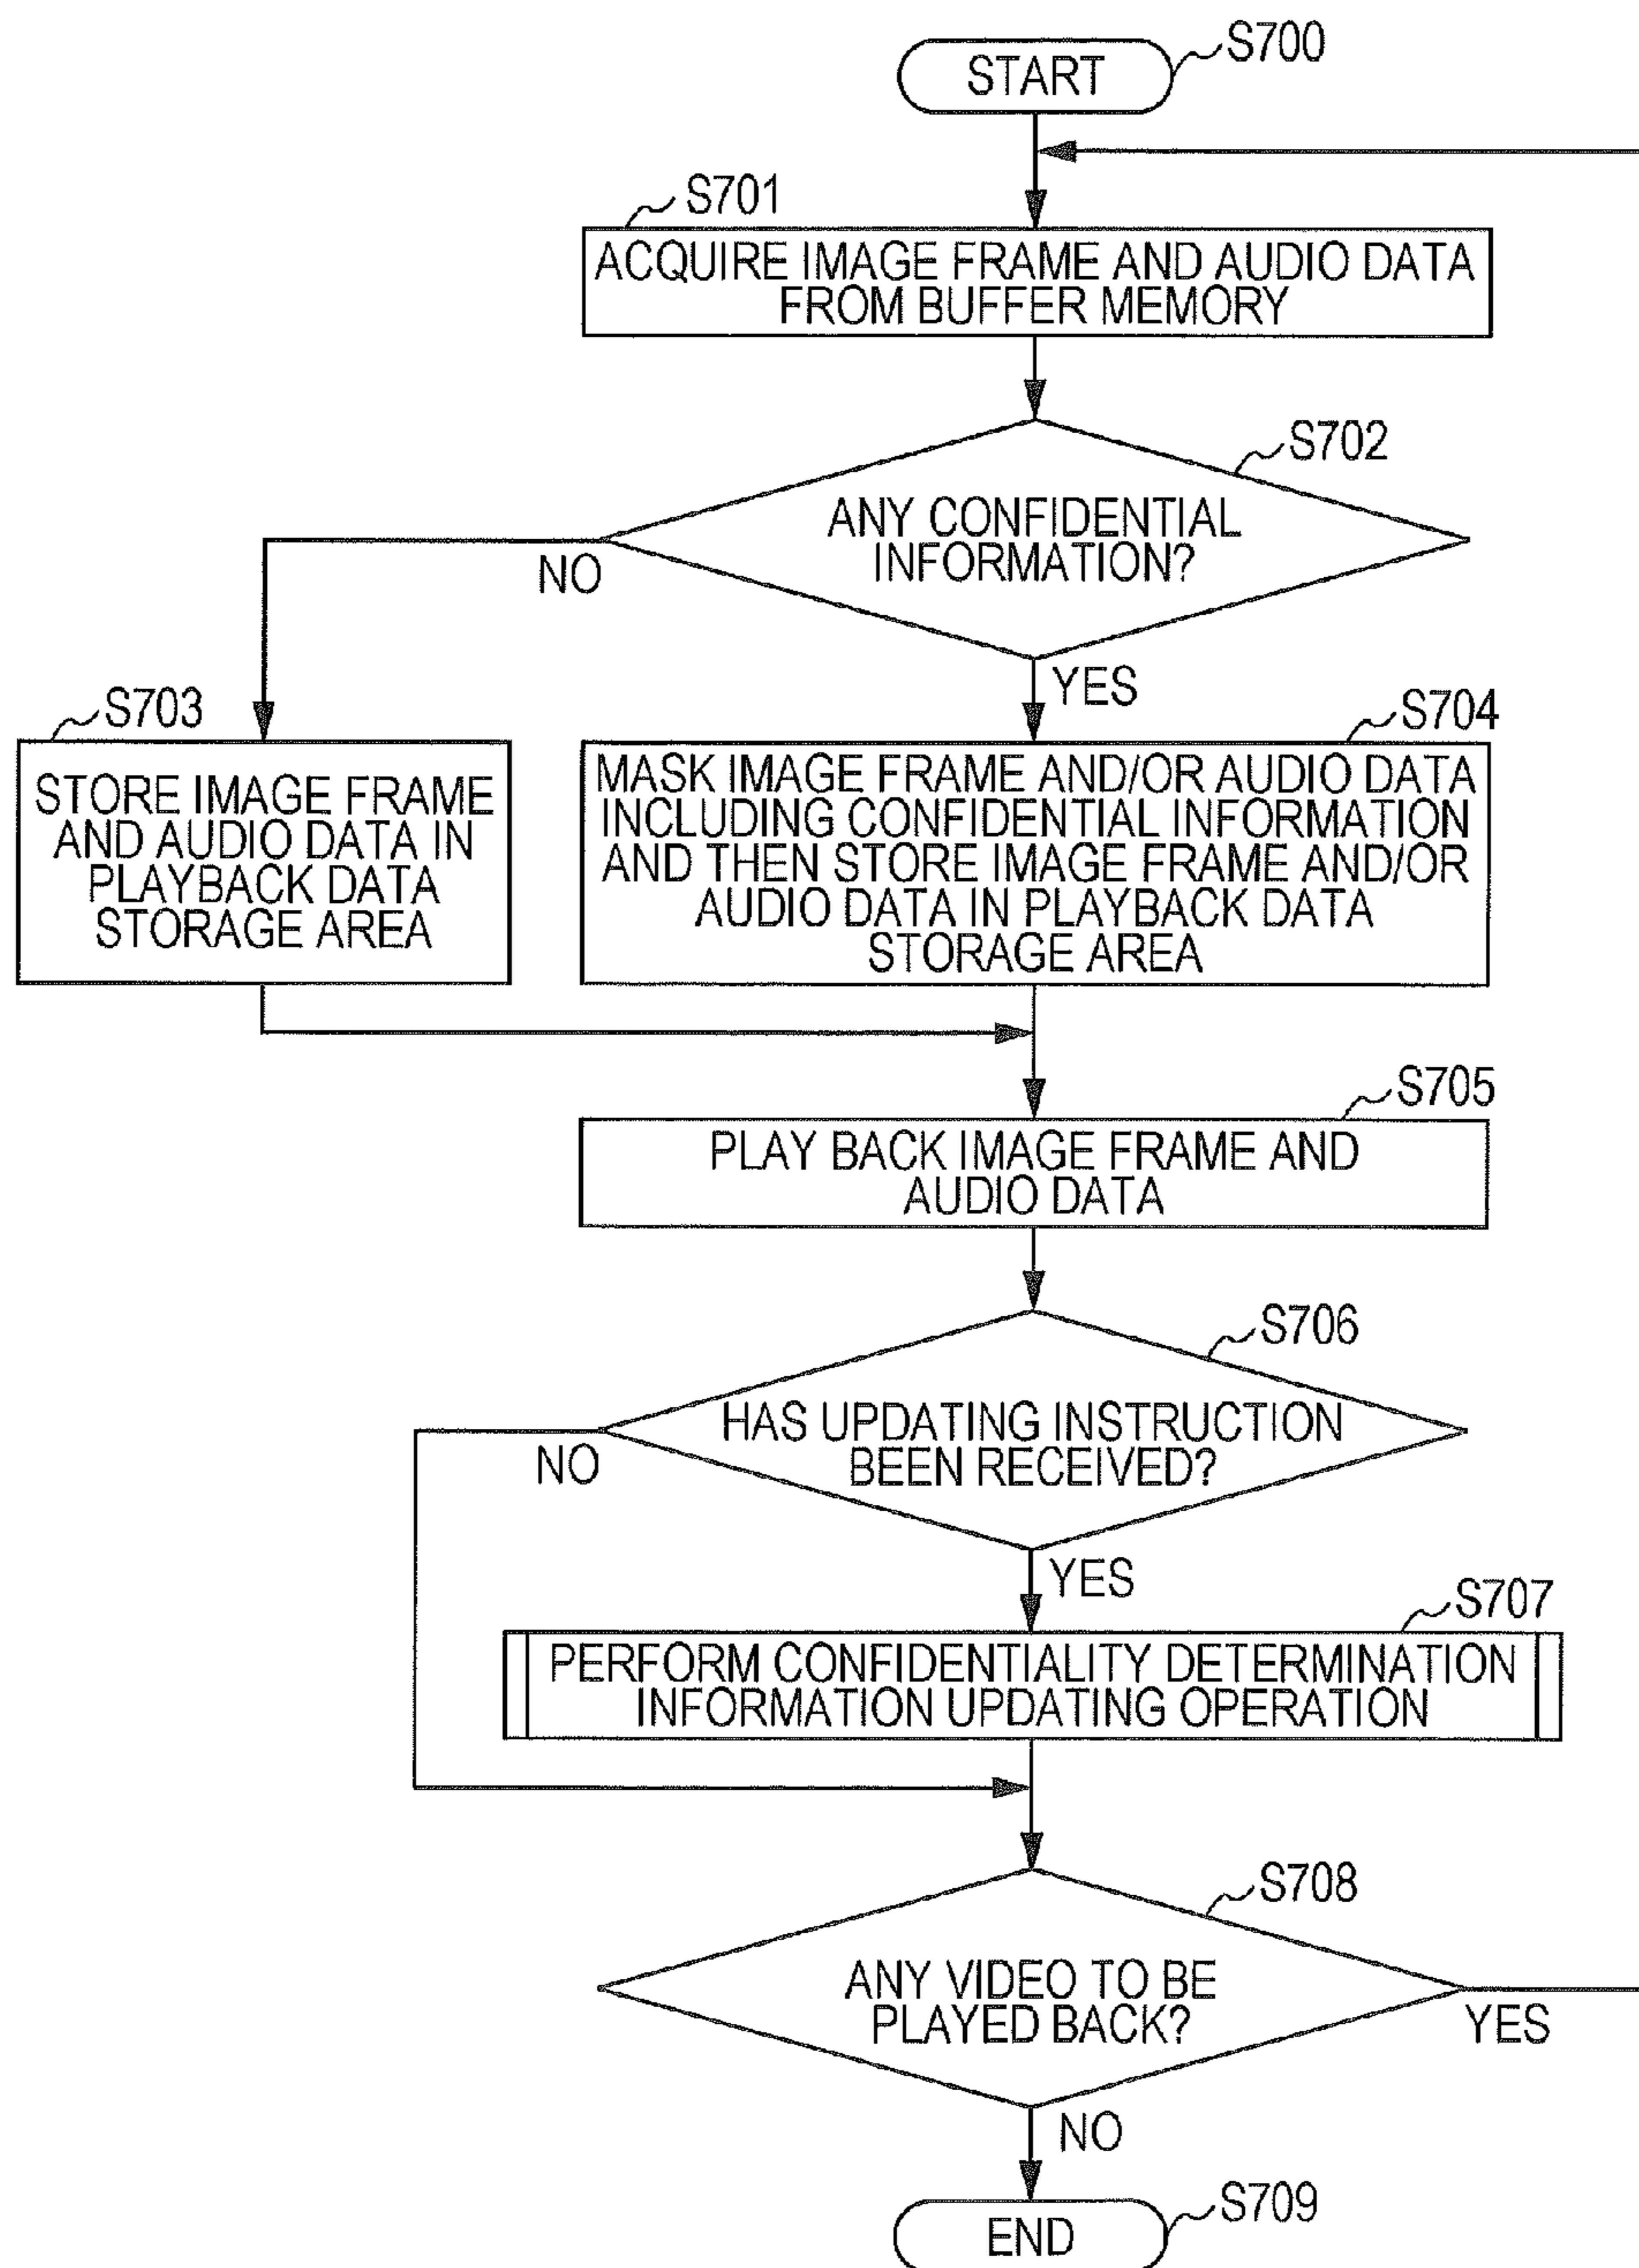 S700
START
S701
ACQUIRE IMAGE FRAME AND AUDIO DATA
FROM BUFFER MEMORY
S702
ANY CONFIDENTIAL
INFORMATION?
NO
YES
S703
STORE IMAGE FRAME
AND AUDIO DATA IN
PLAYBACK DATA
STORAGE AREA
S704
MASK IMAGE FRAME AND/OR AUDIO DATA
INCLUDING CONFIDENTIAL INFORMATION
AND THEN STORE IMAGE FRAME AND/OR
AUDIO DATA IN PLAYBACK DATA
STORAGE AREA
S705
PLAY BACK IMAGE FRAME AND
AUDIO DATA
S706
HAS UPDATING INSTRUCTION
BEEN RECEIVED?
NO
YES
S707
PERFORM CONFIDENTIALITY DETERMINATION
INFORMATION UPDATING OPERATION
S708
ANY VIDEO TO BE
PLAYED BACK?
YES
NO
S709
END